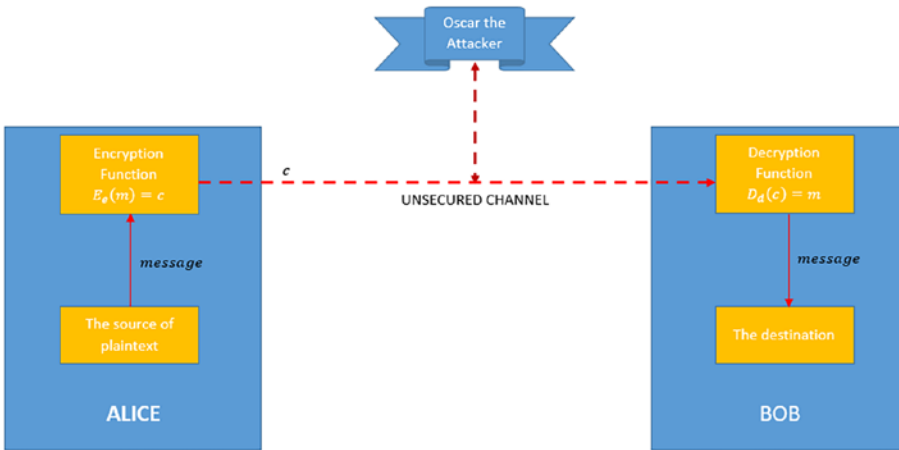 Oscar the
Attacker
Encryption
Function
E_e(m) = c
c
UNSECURED CHANNEL
Decryption
Function
D_d(c) = m
message
message
The source of
plaintext
The destination
ALICE
BOB